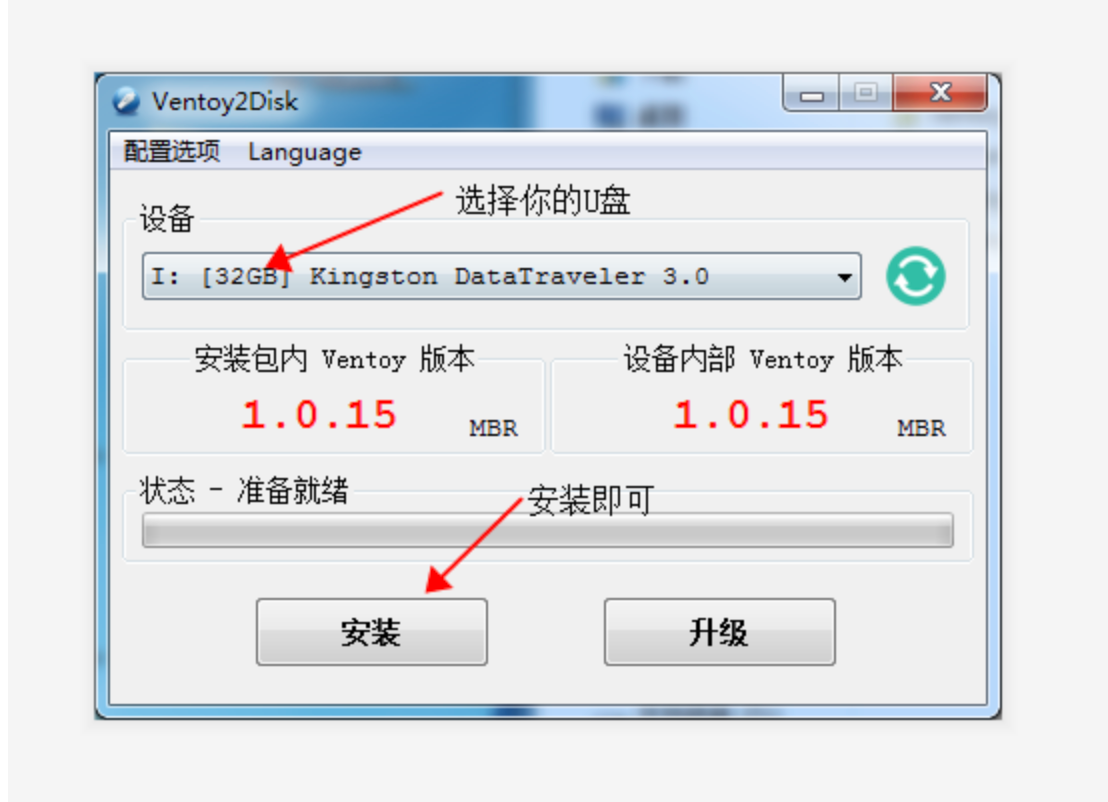 Ventoy2Disk
配置选项 Language
选择你的U盘
设备
I: [32GB] Kingston DataTraveler 3.0
安装包内 Ventoy 版本 设备内部 Ventoy 版本
1.0.15 MBR 1.0.15 MBR
状态 - 准备就绪
安装即可
安装 升级